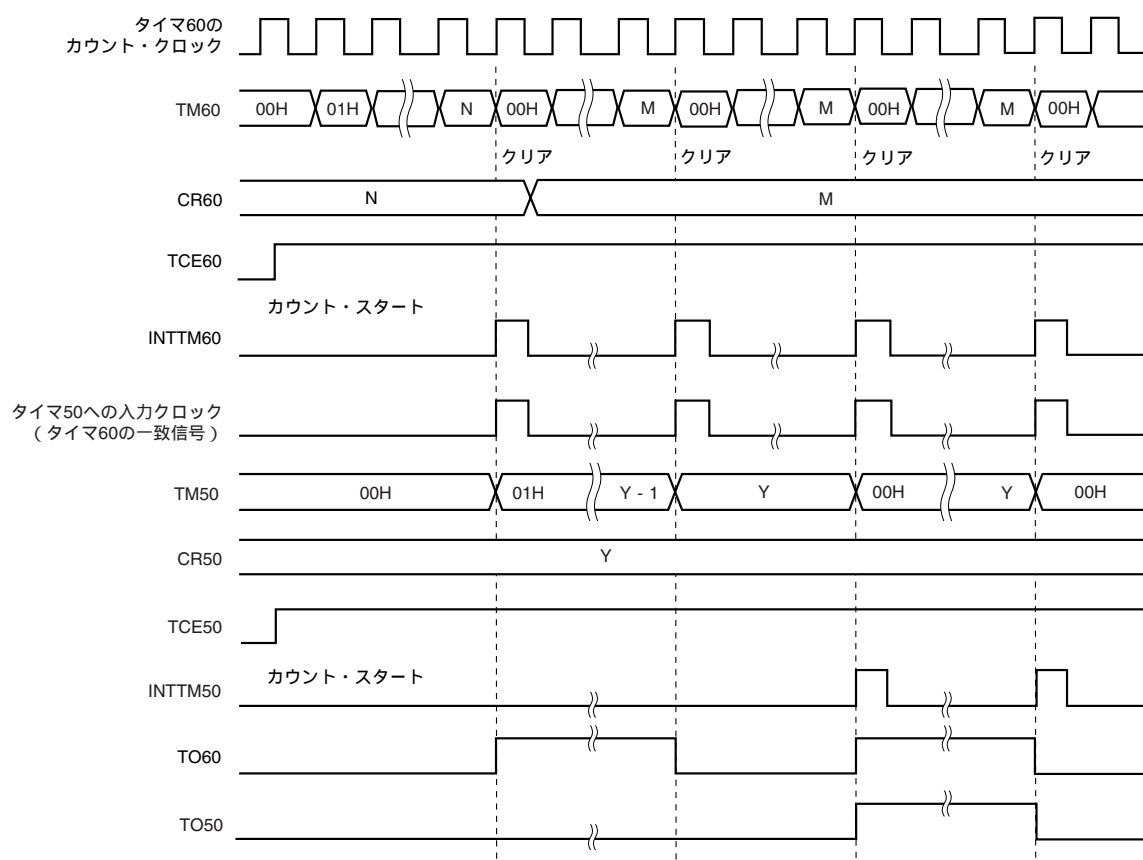 タイマ60の
カウント・クロック
TM60 00H 01H N 00H M 00H M 00H M 00H
クリア クリア クリア クリア
CR60 N M
TCE60
カウント・スタート
INTTM60
タイマ50への入力クロック
(タイマ60の一致信号)
TM50 00H 01H Y - 1 Y 00H Y 00H
CR50 Y
TCE50
カウント・スタート
INTTM50
TO60
TO50